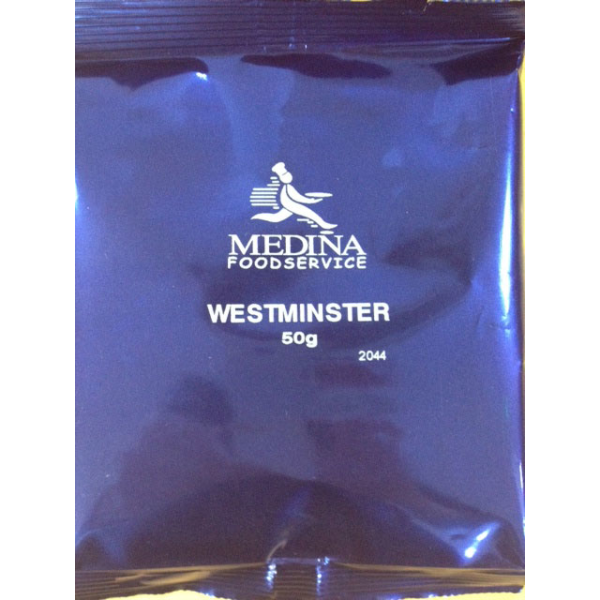 MEDINA
FOODSERVICE
WESTMINSTER
50g
2044